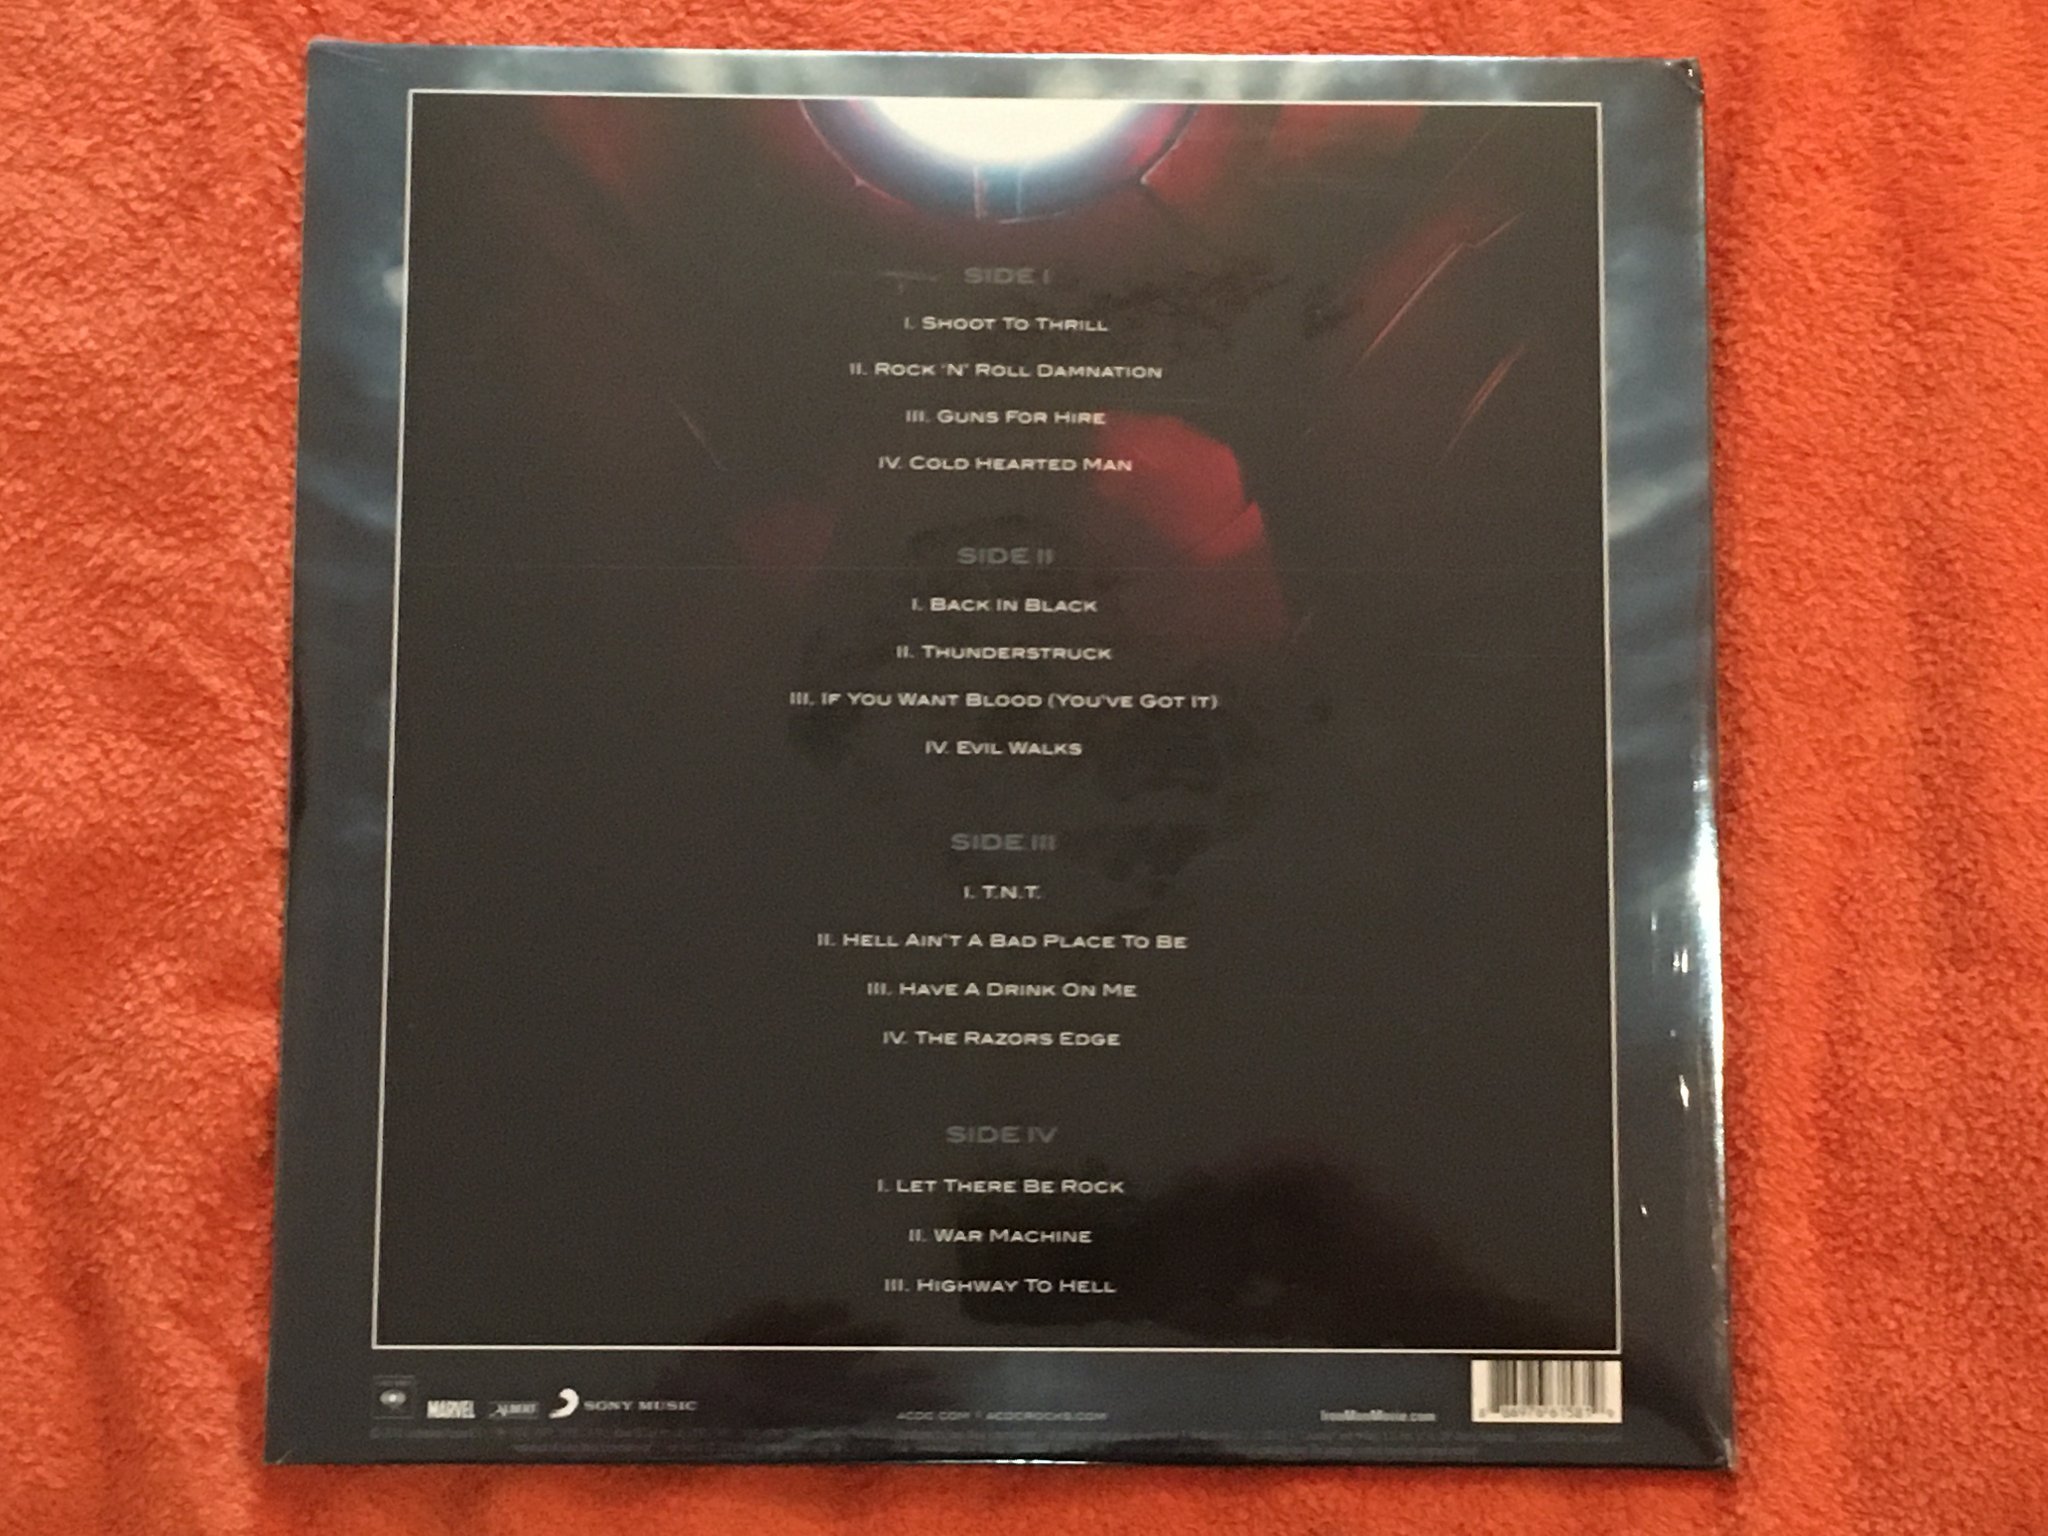 SIDE I
I. SHOOT TO THRILL
II. ROCK 'N' ROLL DAMNATION
III. GUNS FOR HIRE
IV. COLD HEARTED MAN
SIDE II
I. BACK IN BLACK
II. THUNDERSTRUCK
III. IF YOU WANT BLOOD (YOU'VE GOT IT)
IV. EVIL WALKS
SIDE III
I. T.N.T.
II. HELL AIN'T A BAD PLACE TO BE
III. HAVE A DRINK ON ME
IV. THE RAZORS EDGE
SIDE IV
I. LET THERE BE ROCK
II. WAR MACHINE
III. HIGHWAY TO HELL
MARVEL ALBERT SONY MUSIC
ACDC.COM ACDCROCKS.COM
IronManMovie.com